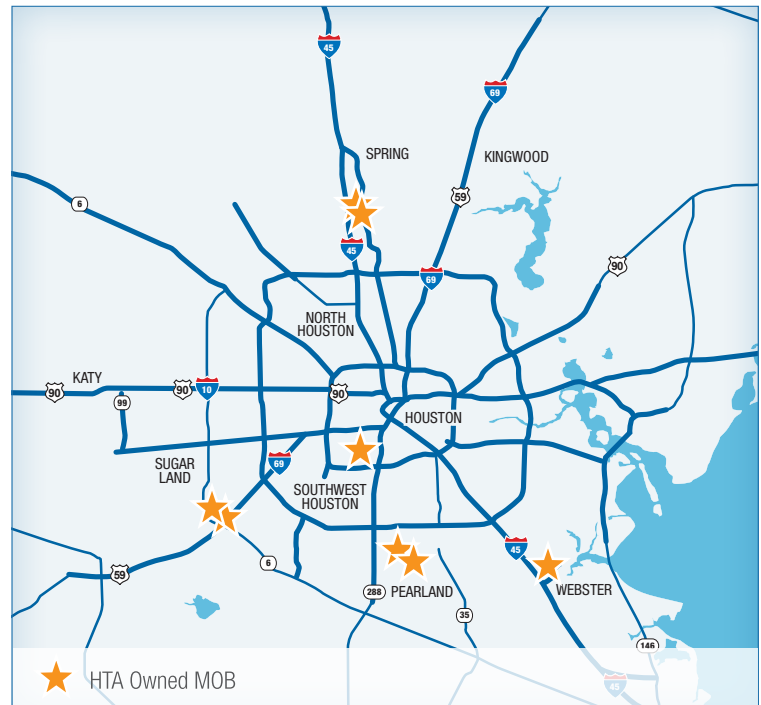 45
69
SPRING
KINGWOOD
59
6
45
69
90
NORTH
HOUSTON
KATY
90
90
10
90
99
HOUSTON
SUGAR
LAND
69
SOUTHWEST
HOUSTON
45
59
6
288
PEARLAND
WEBSTER
35
146
45
HTA Owned MOB